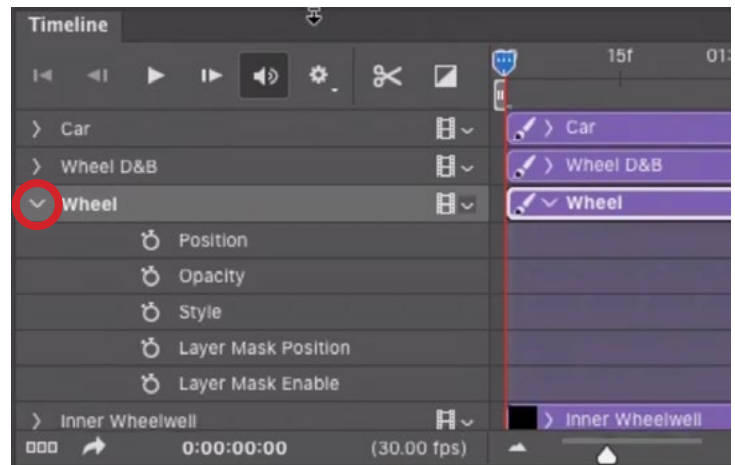 Timeline
15f 01:
Car Car
Wheel D&B Wheel D&B
Wheel Wheel
Position
Opacity
Style
Layer Mask Position
Layer Mask Enable
Inner Wheelwell Inner Wheelwell
0:00:00:00 (30.00 fps)